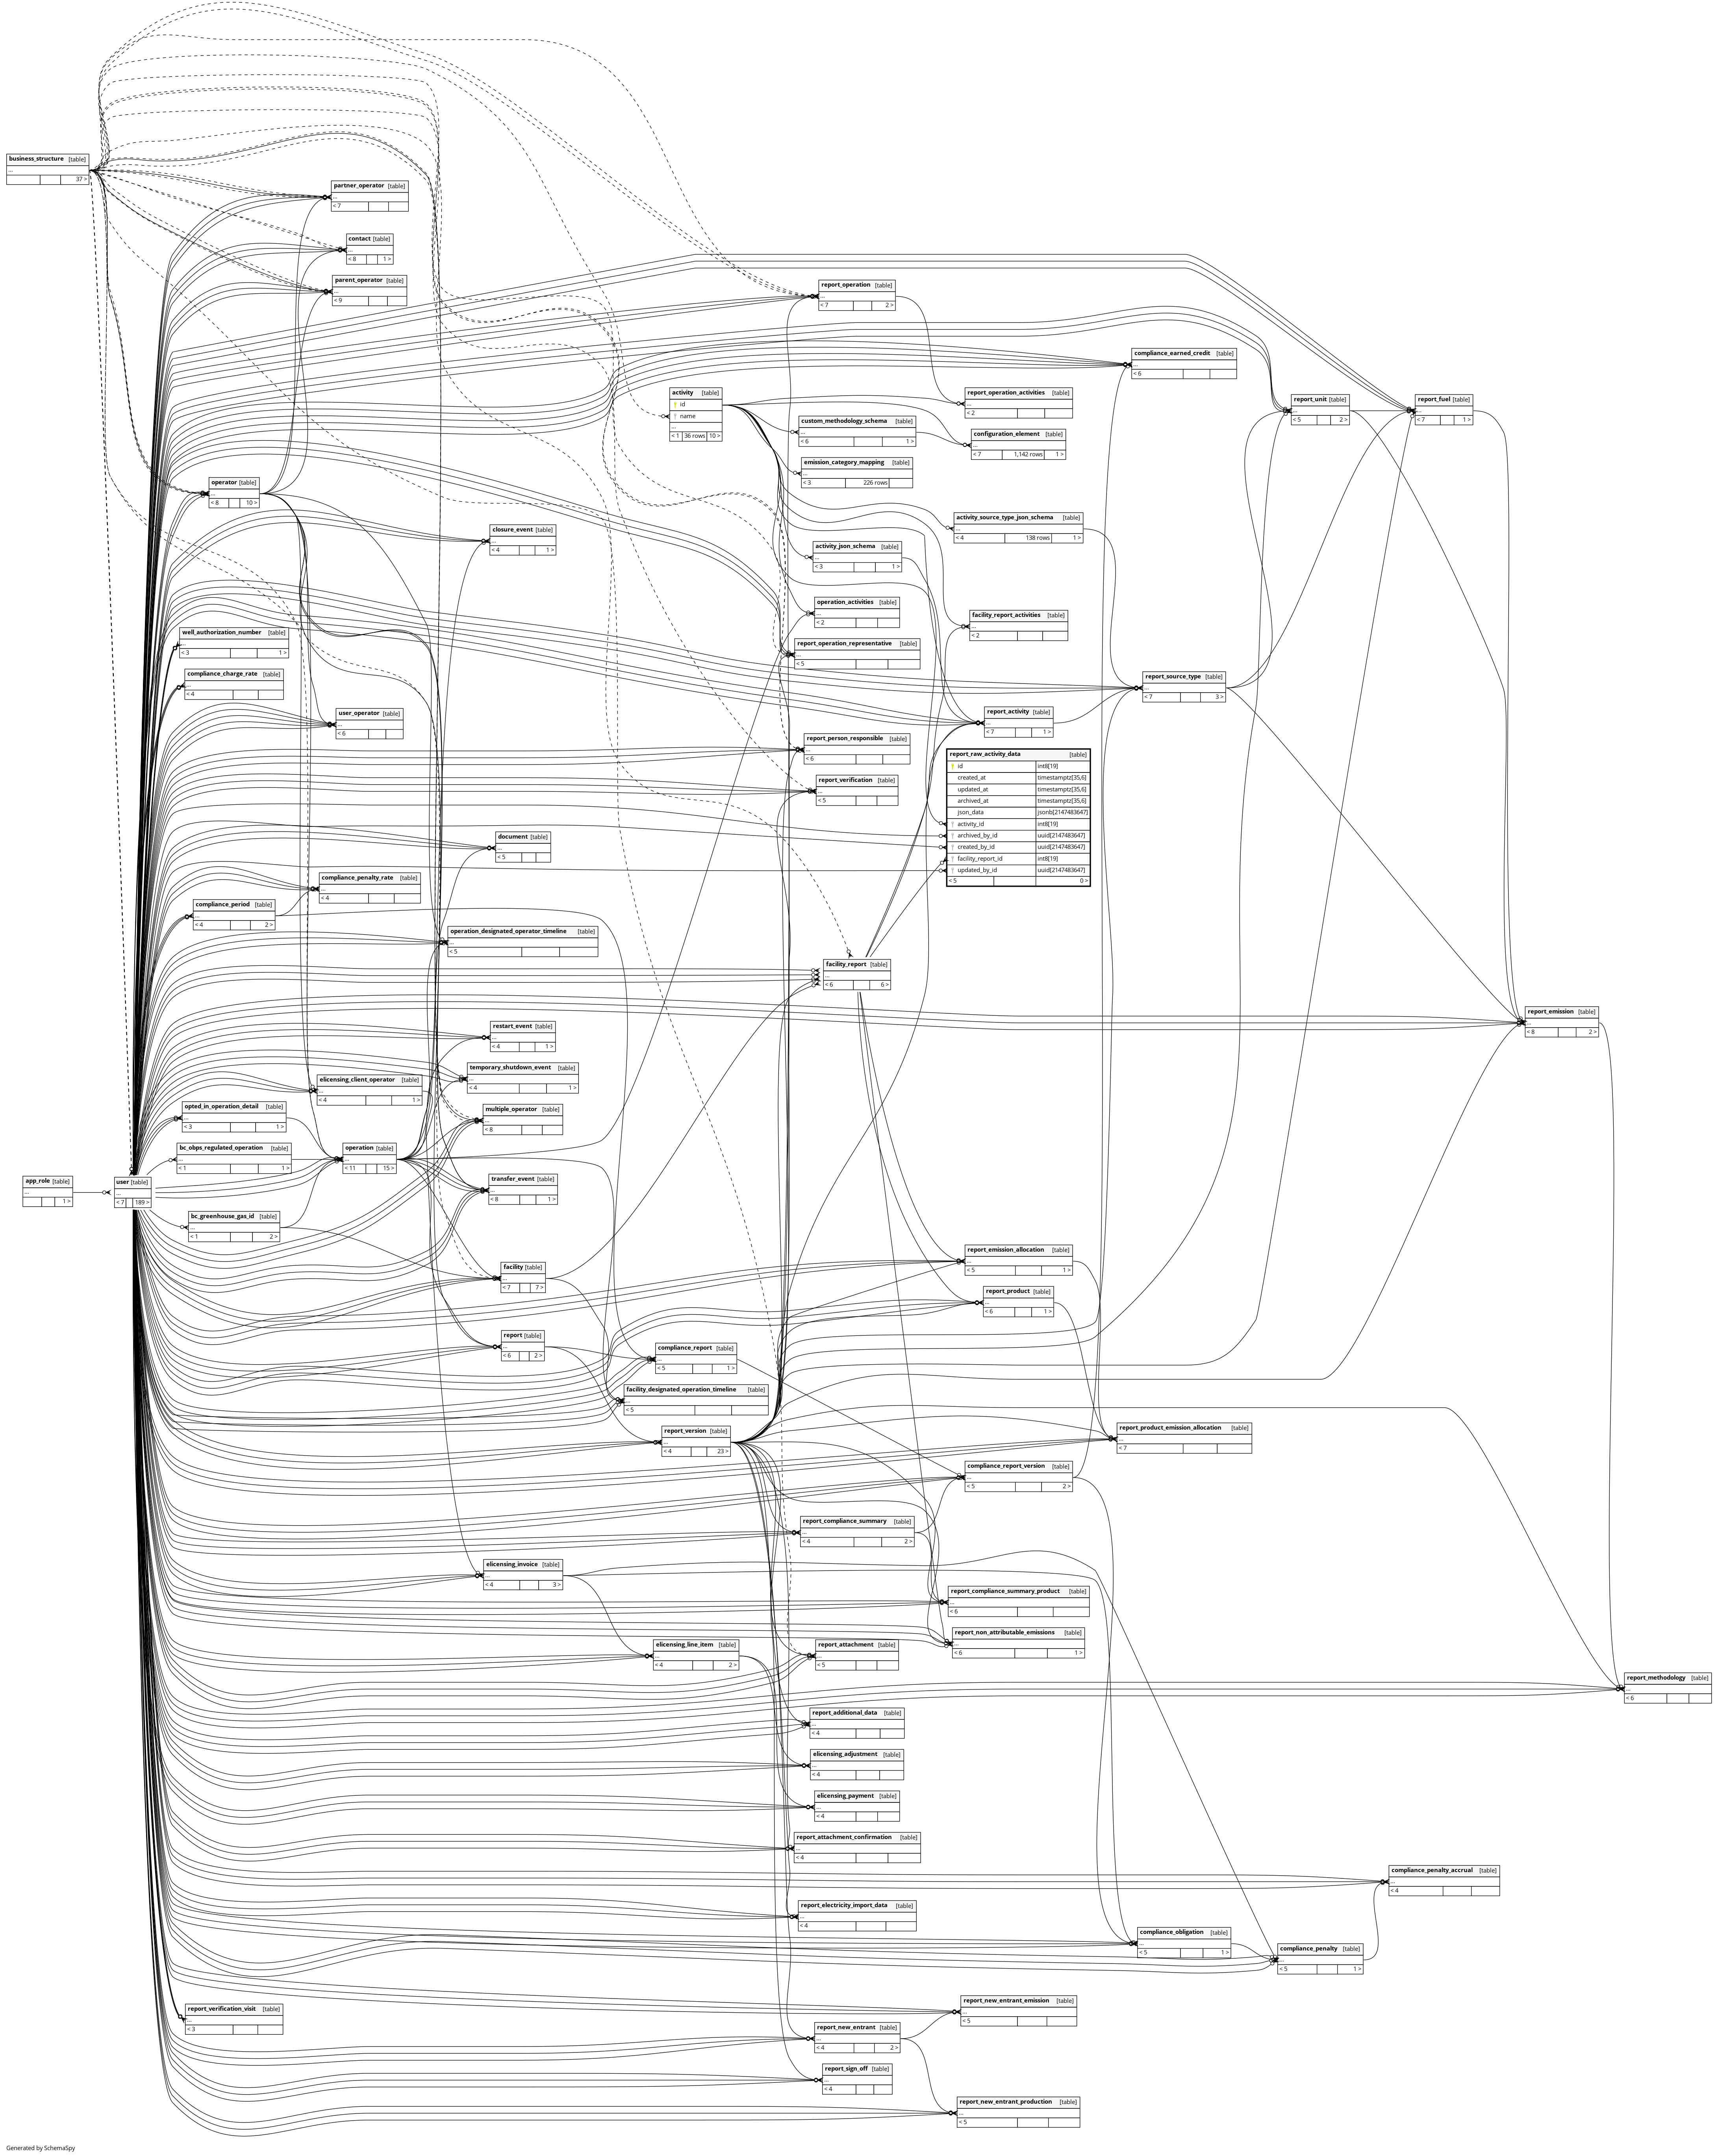 business_structure [table]
...
37 >
partner_operator [table]
...
< 7
contact [table]
...
< 8 1 >
parent_operator [table]
...
< 9
report_operation [table]
...
< 7 2 >
compliance_earned_credit [table]
...
< 6
activity [table]
id
name
...
< 1 36 rows 10 >
report_operation_activities [table]
...
< 2
report_unit [table]
...
< 5 2 >
report_fuel [table]
...
< 7 1 >
custom_methodology_schema [table]
...
< 6 1 >
configuration_element [table]
...
< 7 1,142 rows 1 >
emission_category_mapping [table]
...
< 3 226 rows
operator [table]
...
< 8 10 >
closure_event [table]
...
< 4 1 >
activity_source_type_json_schema [table]
...
< 4 138 rows 1 >
activity_json_schema [table]
...
< 3 1 >
operation_activities [table]
...
< 2
facility_report_activities [table]
...
< 2
well_authorization_number [table]
...
< 3 1 >
report_operation_representative [table]
...
< 5
compliance_charge_rate [table]
...
< 4
report_source_type [table]
...
< 7 3 >
user_operator [table]
...
< 6
report_activity [table]
...
< 7 1 >
report_person_responsible [table]
...
< 6
report_raw_activity_data [table]
id int8[19]
created_at timestamptz[35,6]
updated_at timestamptz[35,6]
archived_at timestamptz[35,6]
json_data jsonb[2147483647]
activity_id int8[19]
archived_by_id uuid[2147483647]
created_by_id uuid[2147483647]
facility_report_id int8[19]
updated_by_id uuid[2147483647]
< 5 0 >
report_verification [table]
...
< 5
document [table]
...
< 5
compliance_penalty_rate [table]
...
< 4
compliance_period [table]
...
< 4 2 >
operation_designated_operator_timeline [table]
...
< 5
facility_report [table]
...
< 6 6 >
report_emission [table]
...
< 8 2 >
restart_event [table]
...
< 4 1 >
temporary_shutdown_event [table]
...
< 4 1 >
elicensing_client_operator [table]
...
< 4 1 >
opted_in_operation_detail [table]
...
< 3 1 >
multiple_operator [table]
...
< 8
bc_obps_regulated_operation [table]
...
< 1 1 >
operation [table]
...
< 11 15 >
app_role [table]
...
1 >
user [table]
...
< 7 189 >
transfer_event [table]
...
< 8 1 >
bc_greenhouse_gas_id [table]
...
< 1 2 >
report_emission_allocation [table]
...
< 5 1 >
facility [table]
...
< 7 7 >
report_product [table]
...
< 6 1 >
report [table]
...
< 6 2 >
compliance_report [table]
...
< 5 1 >
facility_designated_operation_timeline [table]
...
< 5
report_version [table]
...
< 4 23 >
report_product_emission_allocation [table]
...
< 7
compliance_report_version [table]
...
< 5 2 >
report_compliance_summary [table]
...
< 4 2 >
elicensing_invoice [table]
...
< 4 3 >
report_compliance_summary_product [table]
...
< 6
report_non_attributable_emissions [table]
...
< 6 1 >
elicensing_line_item [table]
...
< 4 2 >
report_attachment [table]
...
< 5
report_methodology [table]
...
< 6
report_additional_data [table]
...
< 4
elicensing_adjustment [table]
...
< 4
elicensing_payment [table]
...
< 4
report_attachment_confirmation [table]
...
< 4
compliance_penalty_accrual [table]
...
< 4
report_electricity_import_data [table]
...
< 4
compliance_obligation [table]
...
< 5 1 >
compliance_penalty [table]
...
< 5 1 >
report_new_entrant_emission [table]
...
< 5
report_verification_visit [table]
...
< 3
report_new_entrant [table]
...
< 4 2 >
report_sign_off [table]
...
< 4
report_new_entrant_production [table]
...
< 5
Generated by SchemaSpy